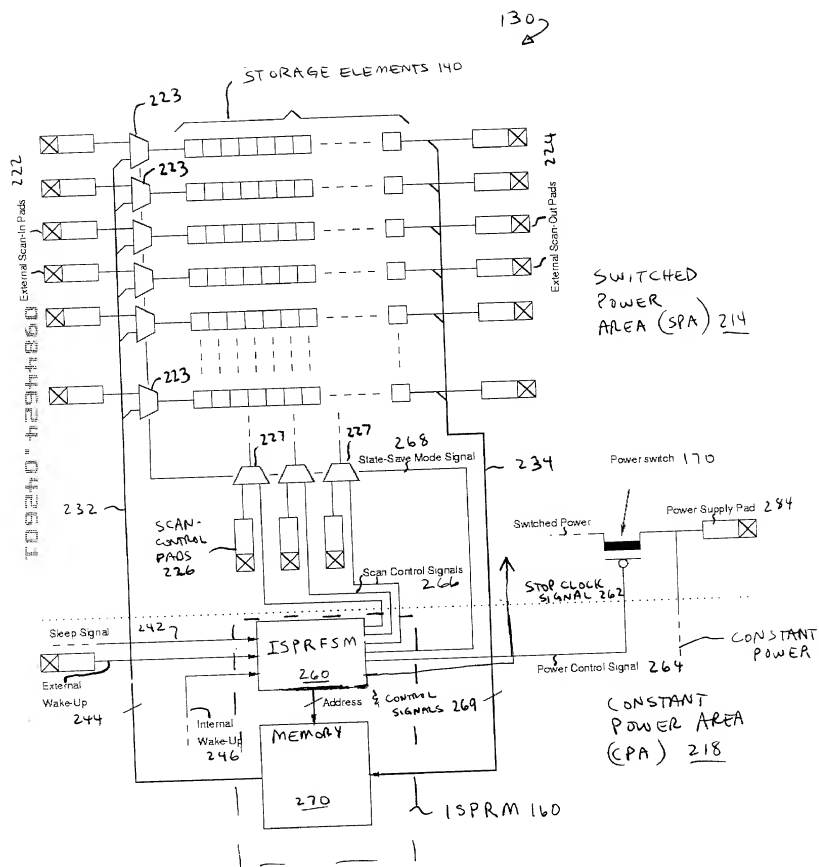 130
STORAGE ELEMENTS 140
223
223
222
External Scan-In Pads
224
External Scan-Out Pads
SWITCHED
POWER
AREA (SPA) 214
223
227
227
268
State-Save Mode Signal
234
Power switch 170
232
Switched Power
Power Supply Pad 284
SCAN-
CONTROL
PADS
226
Scan Control Signals
266
STOP CLOCK
SIGNAL 262
Sleep Signal
242
ISPRFSM
260
CONSTANT
POWER
External
Wake-Up
244
Power Control Signal 264
Address
& CONTROL
SIGNALS 269
Internal
Wake-Up
246
MEMORY
270
CONSTANT
POWER AREA
(CPA) 218
ISPRM 160